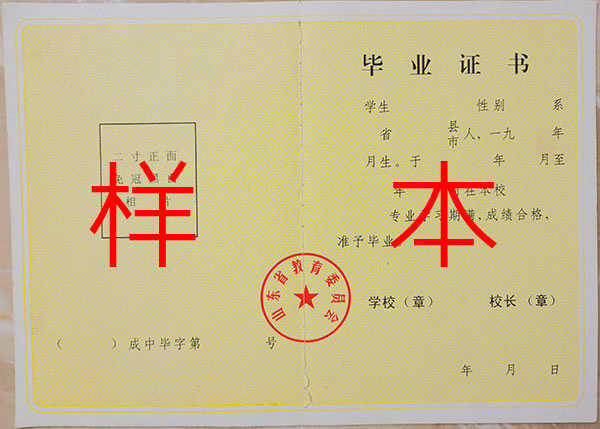 二寸正面
免冠
相片
样
（ ）成中毕字第 号
山东省教育委员会
毕业证书
学生 性别 系
省 县市 人，一九 年
月生。于 年 月至
年 在本校
专业学习期满，成绩合格，
准予毕业
本
学校（章） 校长（章）
年 月 日